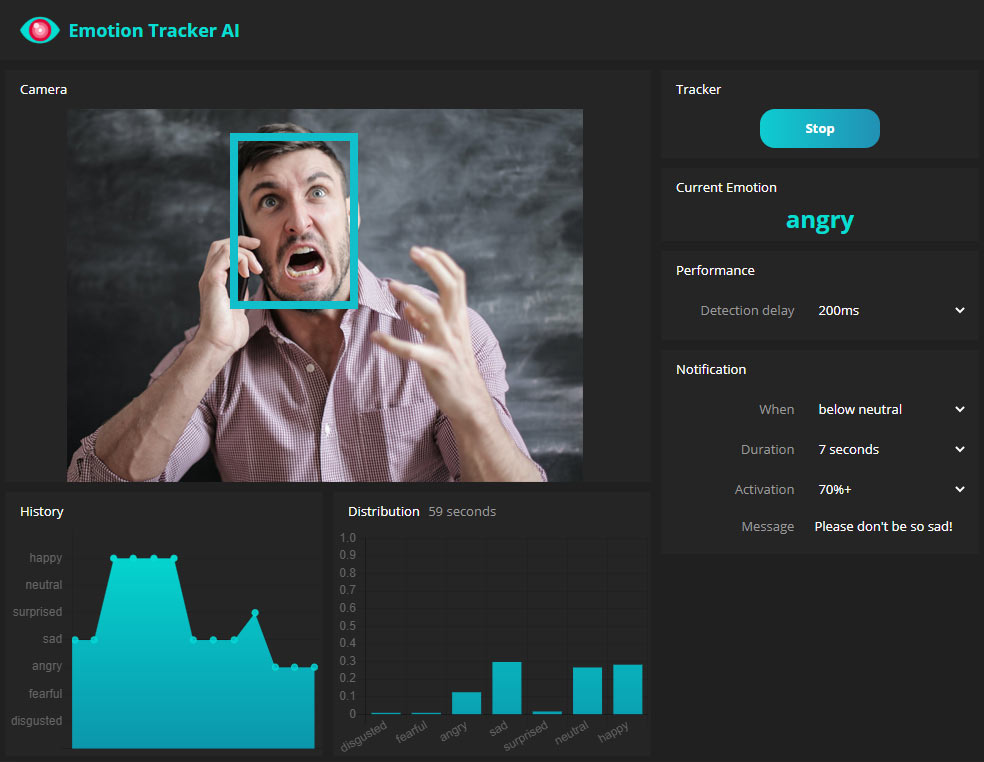 Emotion Tracker AI
Camera
Tracker
Stop
Current Emotion
angry
Performance
Detection delay 200ms
Notification
When below neutral
Duration 7 seconds
Activation 70%+
Message Please don't be so sad!
History
happy
neutral
surprised
sad
angry
fearful
disgusted
Distribution 59 seconds
1.0
0.9
0.8
0.7
0.6
0.5
0.4
0.3
0.2
0.1
0
disgusted fearful angry sad surprised neutral happy